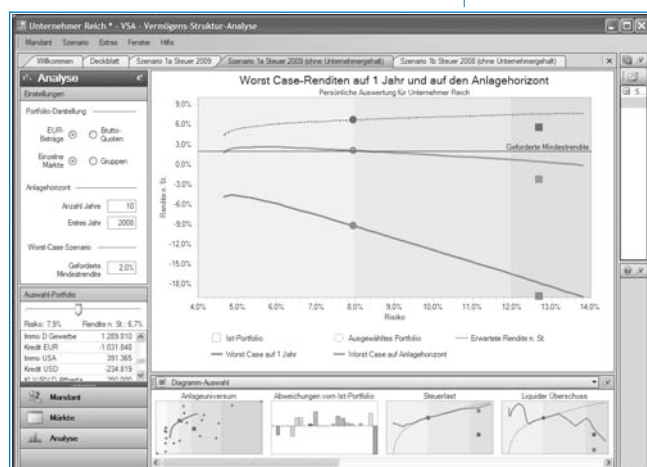 Unternehmer Reich * - VSA - Vermögens-Struktur-Analyse
Mandant Szenario Extras Fenster Hilfe
Willkommen Deckblatt Szenario 1a Steuer 2009 Szenario 1a Steuer 2009 (ohne Unternehmergehalt) Szenario 1b Steuer 2008 (ohne Unternehmergehalt)
Analyse
Einstellungen
Portfolio-Darstellung
EUR-Beträge
Brutto-Quoten
Einzelne Märkte
Gruppen
Anlagehorizont
Anzahl Jahre 10
Erstes Jahr 2008
Worst-Case-Szenario
Geforderte Mindestrendite 2,0%
Auswahl-Portfolio
Risiko: 7,9% Rendite n. St.: 6,7%
Immo D Gewerbe 1.289.810
Kredit EUR -1.031.848
Immo USA 391.365
Kredit USD -234.819
Mandant
Märkte
Analyse
Worst Case-Renditen auf 1 Jahr und auf den Anlagehorizont
Persönliche Auswertung für Unternehmer Reich
9,0%
6,0%
3,0%
0,0%
-3,0%
-6,0%
-9,0%
-12,0%
-15,0%
-18,0%
Rendite n. St.
Geforderte Mindestrendite
4,0% 5,0% 6,0% 7,0% 8,0% 9,0% 10,0% 11,0% 12,0% 13,0% 14,0%
Risiko
Ist-Portfolio Ausgewähltes Portfolio Erwartete Rendite n. St.
Worst Case auf 1 Jahr Worst Case auf Anlagehorizont
Diagramm-Auswahl
Anlageuniversum Abweichungen vom Ist-Portfolio Steuerlast Liquider Überschuss
S...